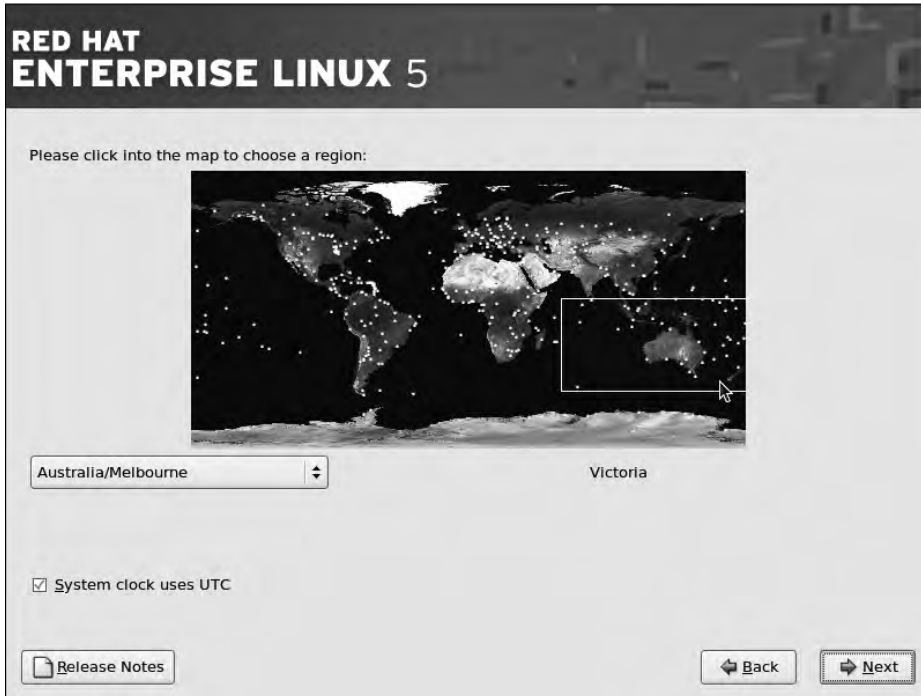 RED HAT
ENTERPRISE LINUX 5
Please click into the map to choose a region:
Australia/Melbourne
Victoria
System clock uses UTC
Release Notes
Back
Next